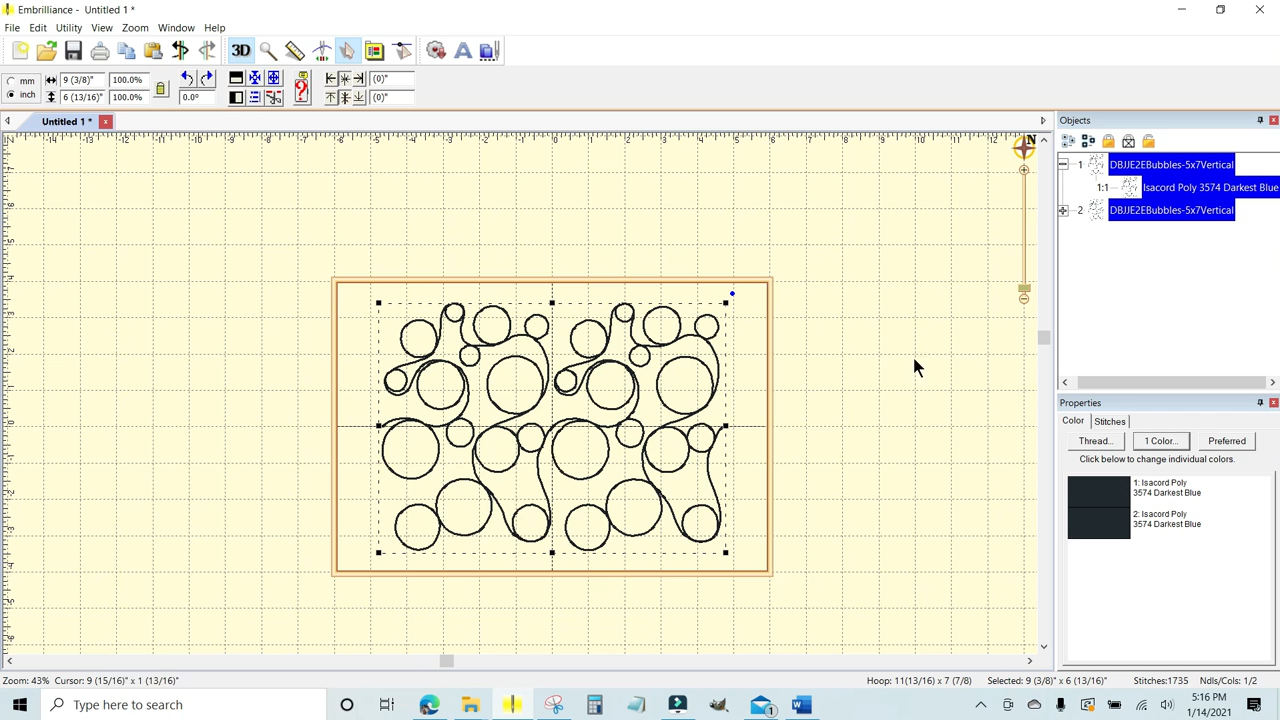 Embrilliance - Untitled 1 *
File Edit Utility View Zoom Window Help
3D
mm
inch
9 (3/8)" 100.0%
6 (13/16)" 100.0%
0.0º
(0)"
(0)"
Untitled 1 *
N
Objects
1 DBJJE2EBubbles-5x7Vertical
1:1 Isacord Poly 3574 Darkest Blue
2 DBJJE2EBubbles-5x7Vertical
Properties
Color Stitches
Thread... 1 Color... Preferred
Click below to change individual colors.
1: Isacord Poly
3574 Darkest Blue
2: Isacord Poly
3574 Darkest Blue
Zoom: 43% Cursor: 9 (15/16)" x 1 (13/16)" Hoop: 11(13/16) x 7 (7/8) Selected: 9 (3/8)" x 6 (13/16)" Stitches:1735 Ndls/Cols: 1/2
Type here to search
5:16 PM
1/14/2021